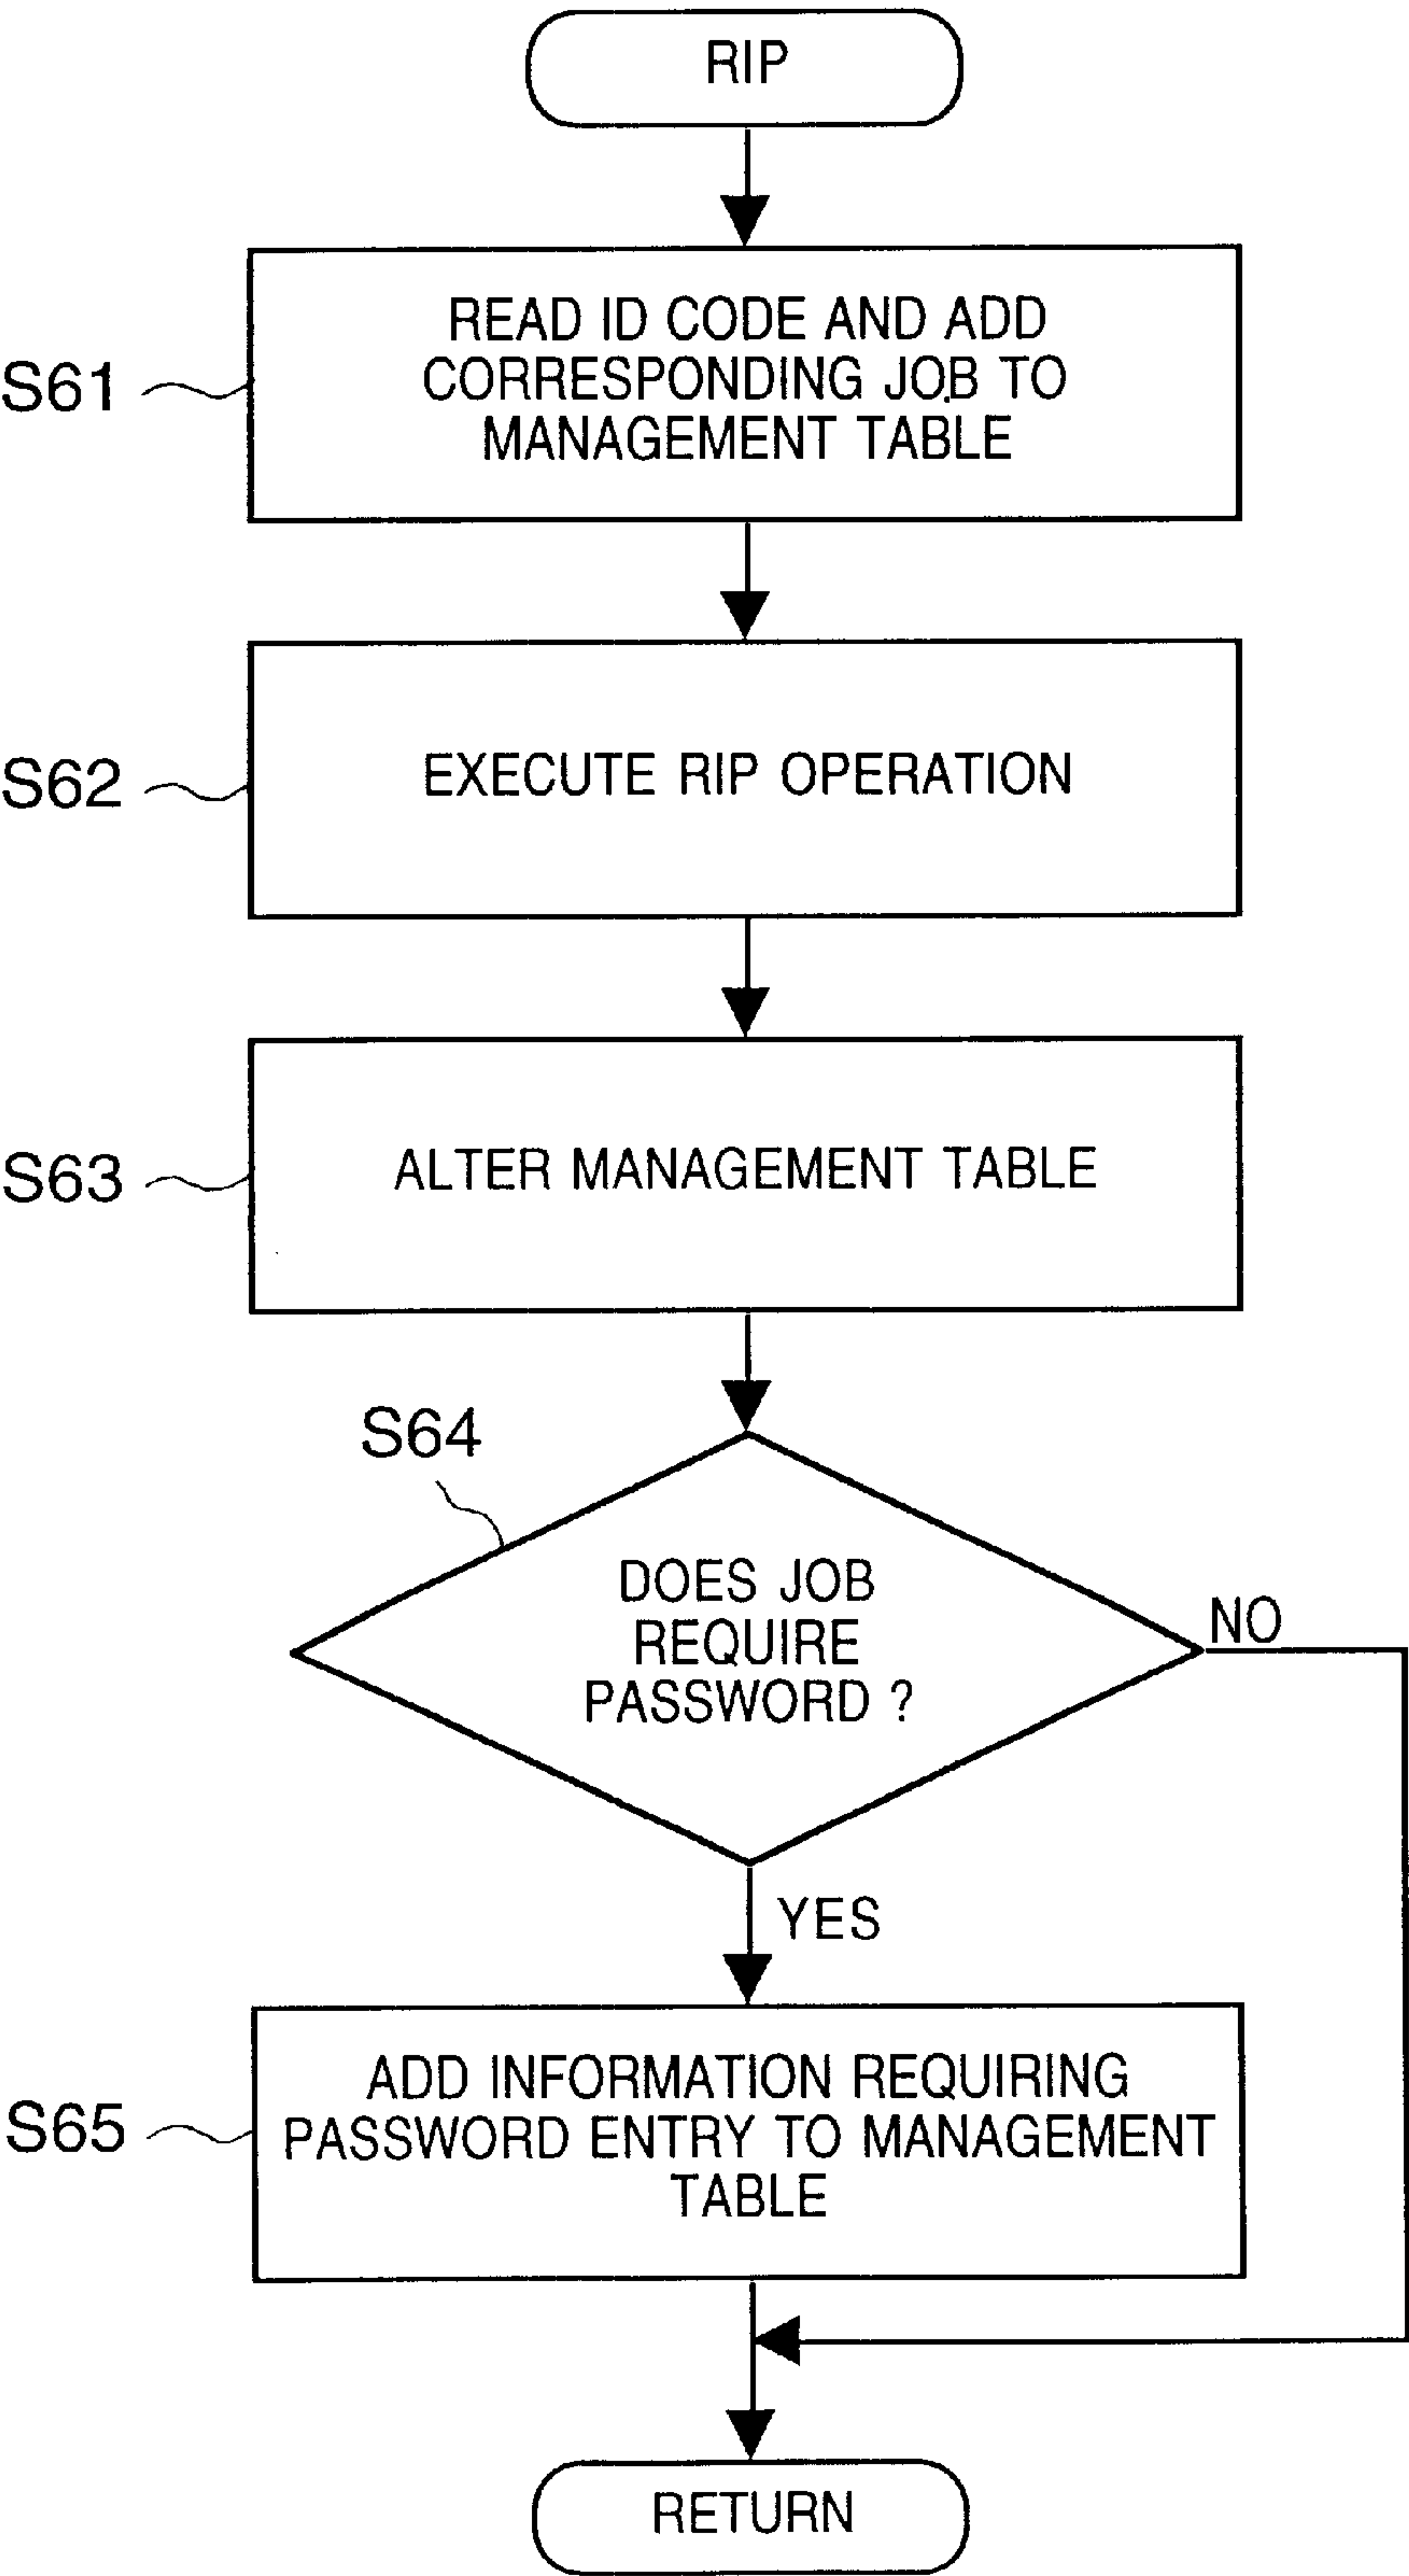 RIP
S61
READ ID CODE AND ADD
CORRESPONDING JOB TO
MANAGEMENT TABLE
S62
EXECUTE RIP OPERATION
S63
ALTER MANAGEMENT TABLE
S64
DOES JOB
REQUIRE
PASSWORD ?
NO
YES
S65
ADD INFORMATION REQUIRING
PASSWORD ENTRY TO MANAGEMENT
TABLE
RETURN